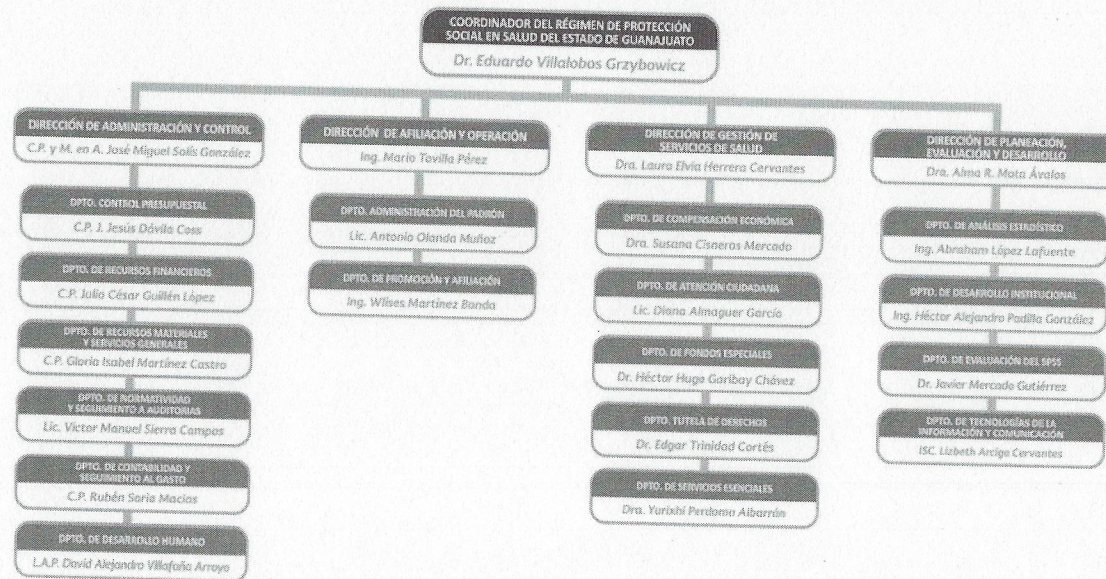 COORDINADOR DEL RÉGIMEN DE PROTECCIÓN
SOCIAL EN SALUD DEL ESTADO DE GUANAJUATO
Dr. Eduardo Villalobos Grzybowicz
DIRECCIÓN DE ADMINISTRACIÓN Y CONTROL
C.P. y M. en A. José Miguel Solís González
DPTO. CONTROL PRESUPUESTAL
C.P. J. Jesús Dávila Coss
DPTO. DE RECURSOS FINANCIEROS
C.P. Julio César Guillén López
DPTO. DE RECURSOS MATERIALES
Y SERVICIOS GENERALES
C.P. Gloria Isabel Martínez Castro
DPTO. DE NORMATIVIDAD
Y SEGUIMIENTO A AUDITORIAS
Lic. Víctor Manuel Sierra Campos
DPTO. DE CONTABILIDAD Y
SEGUIMIENTO AL GASTO
C.P. Rubén Soria Macías
DPTO. DE DESARROLLO HUMANO
L.A.P. David Alejandro Villafaña Arroyo
DIRECCIÓN DE AFILIACIÓN Y OPERACIÓN
Ing. Mario Tavilla Pérez
DPTO. ADMINISTRACIÓN DEL PADRÓN
Lic. Antonio Olanda Muñoz
DPTO. DE PROMOCIÓN Y AFILIACIÓN
Ing. Wlises Martínez Banda
DIRECCIÓN DE GESTIÓN DE
SERVICIOS DE SALUD
Dra. Laura Elvia Herrera Cervantes
DPTO. DE COMPENSACIÓN ECONÓMICA
Dra. Susana Cisneros Mercado
DPTO. DE ATENCIÓN CIUDADANA
Lic. Diana Almaguer García
DPTO. DE FONDOS ESPECIALES
Dr. Héctor Hugo Garibay Chávez
DPTO. TUTELA DE DERECHOS
Dr. Edgar Trinidad Cortés
DPTO. DE SERVICIOS ESENCIALES
Dra. Yurixhi Perdomo Albarrán
DIRECCIÓN DE PLANEACIÓN,
EVALUACIÓN Y DESARROLLO
Dra. Alma R. Mata Ávalos
DPTO. DE ANÁLISIS ESTADÍSTICO
Ing. Abraham López Lafuente
DPTO. DE DESARROLLO INSTITUCIONAL
Ing. Héctor Alejandro Padilla González
DPTO. DE EVALUACIÓN DEL SPSS
Dr. Javier Mercado Gutiérrez
DPTO. DE TECNOLOGÍAS DE LA
INFORMACIÓN Y COMUNICACIÓN
ISC. Lizbeth Arciga Cervantes